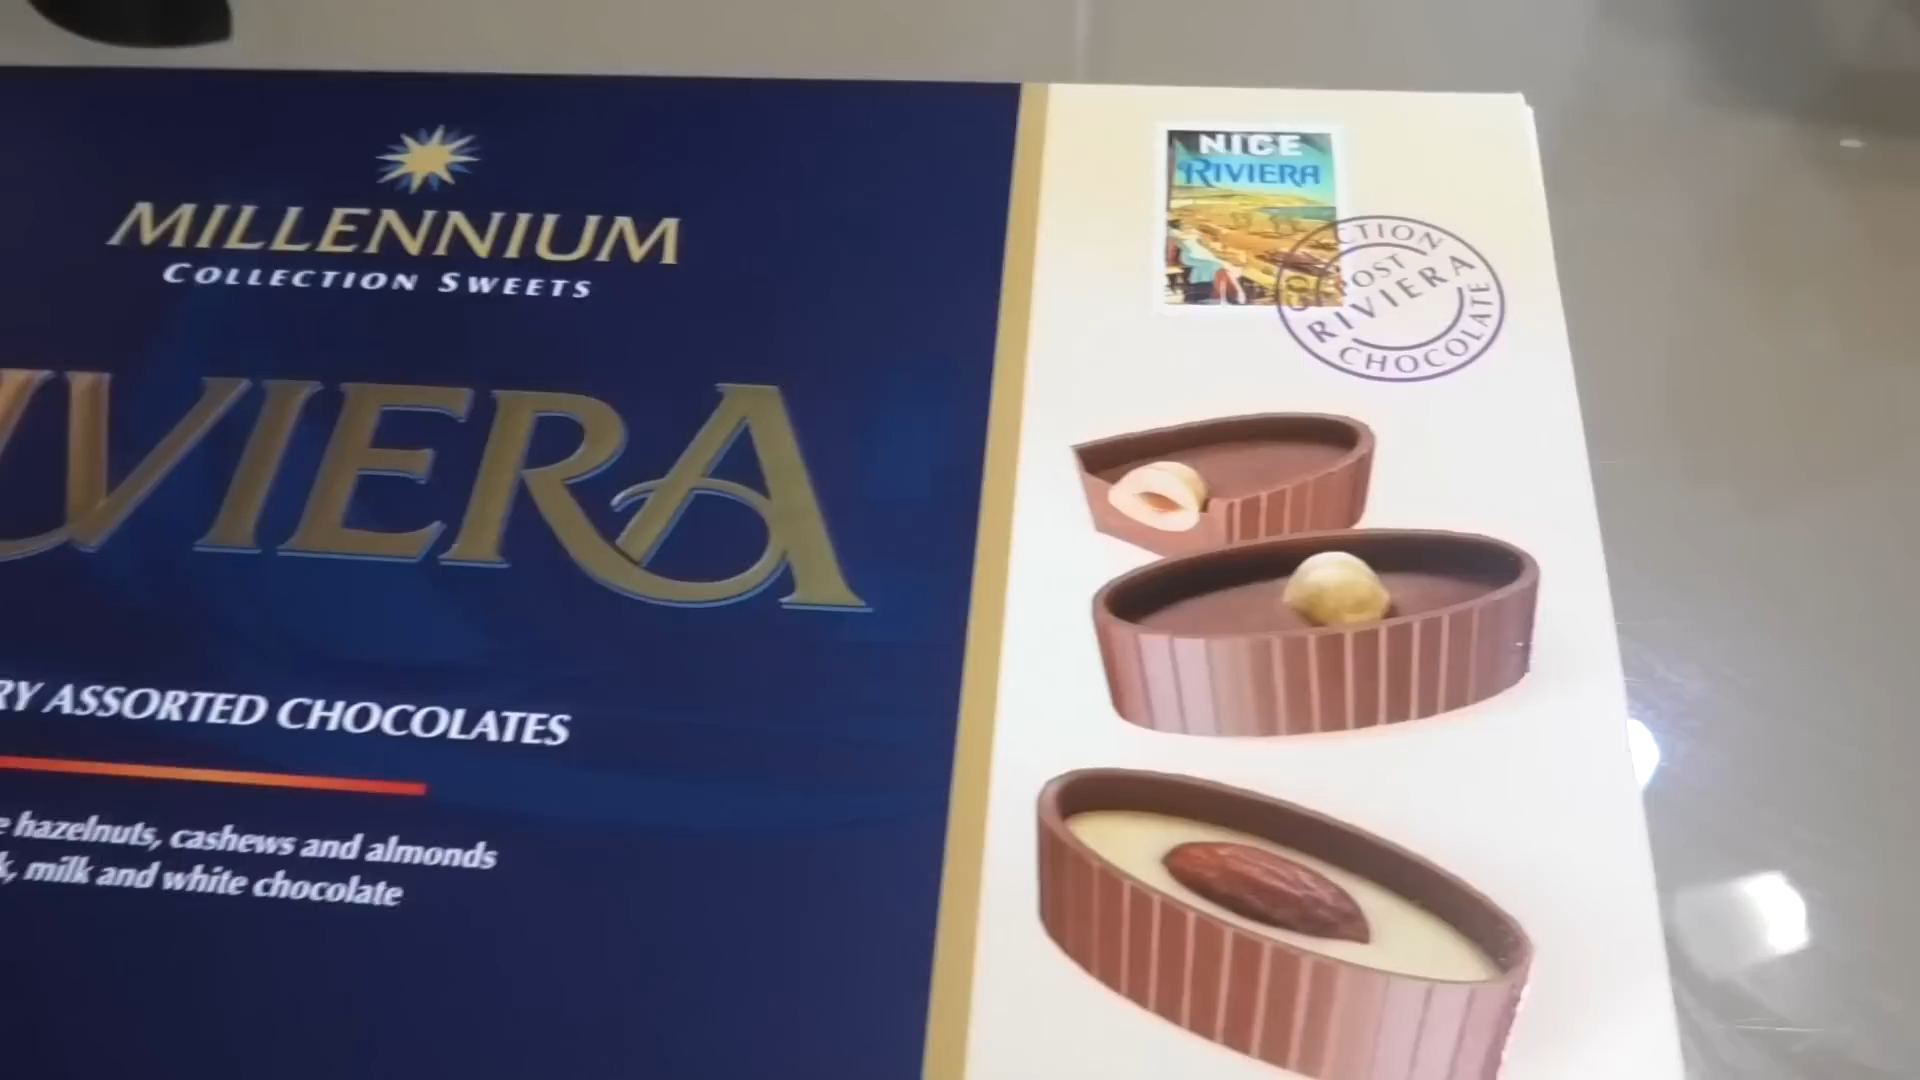 MILLENNIUM
COLLECTION SWEETS
VIERA
ASSORTED CHOCOLATES
hazelnuts, cashews and almonds
milk and white chocolate
NICE
RIVIERA
POST
RIVIERA
CHOCOLATE